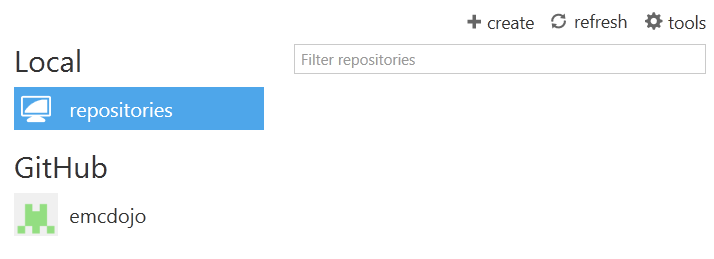 create refresh tools
Local
Filter repositories
repositories
GitHub
emcdojo